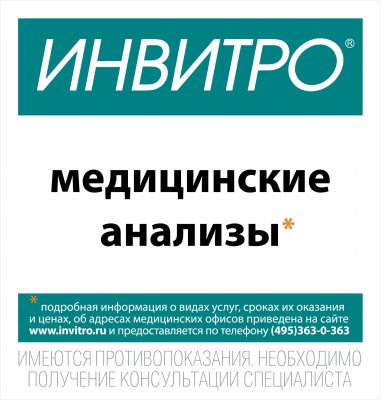 ИНВИТРО®
медицинские
анализы*
* подробная информация о видах услуг, сроках их оказания
и ценах, об адресах медицинских офисов приведена на сайте
www.invitro.ru и предоставляется по телефону (495)363-0-363
ИМЕЮТСЯ ПРОТИВОПОКАЗАНИЯ. НЕОБХОДИМО
ПОЛУЧЕНИЕ КОНСУЛЬТАЦИИ СПЕЦИАЛИСТА